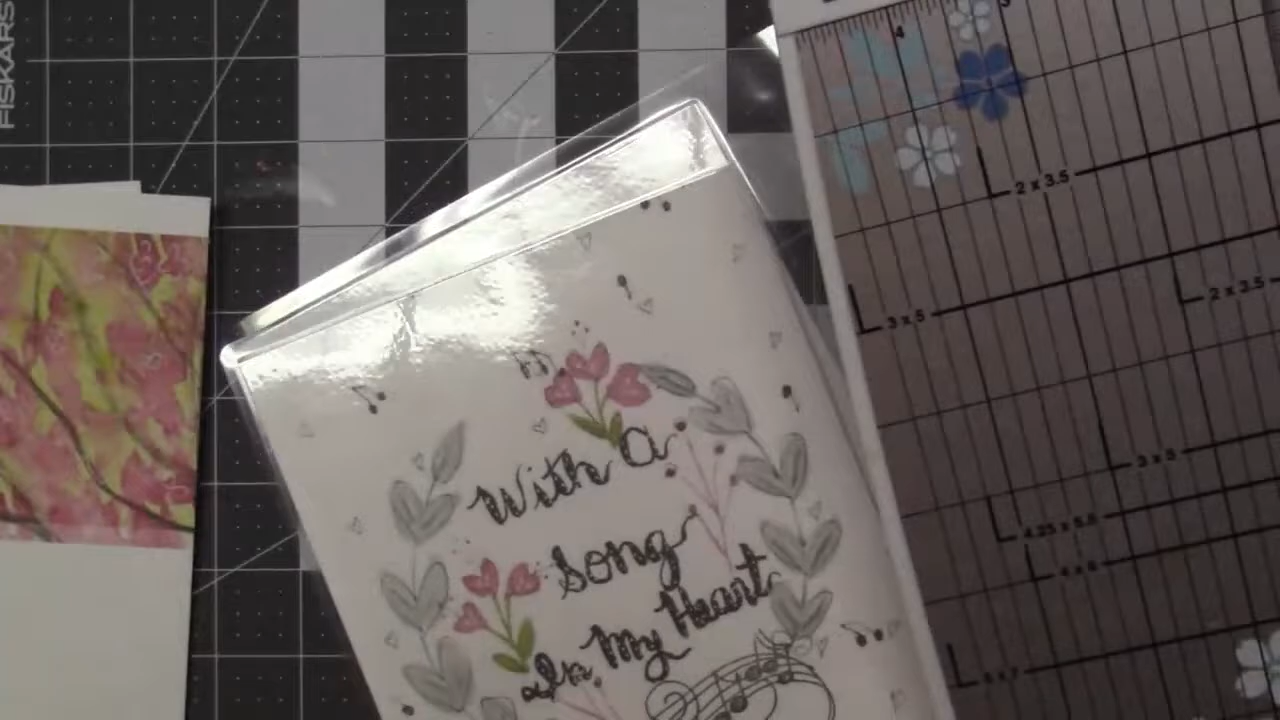 FISKARS
4
3
2 x 3.5
3 x 5
2 x 3.5
3 x 5
4.25 x 5.5
4 x 6
5 x 7
With A
Song
In My Heart